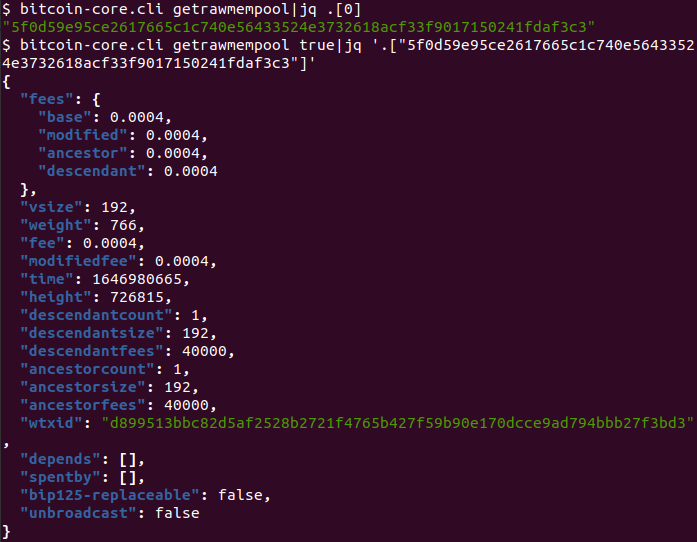 $ bitcoin-core.cli getrawmempool|jq .[0]
"5f0d59e95ce2617665c1c740e56433524e3732618acf33f9017150241fdaf3c3"
$ bitcoin-core.cli getrawmempool true|jq '.["5f0d59e95ce2617665c1c740e5643352
4e3732618acf33f9017150241fdaf3c3"]'
{
  "fees": {
    "base": 0.0004,
    "modified": 0.0004,
    "ancestor": 0.0004,
    "descendant": 0.0004
  },
  "vsize": 192,
  "weight": 766,
  "fee": 0.0004,
  "modifiedfee": 0.0004,
  "time": 1646980665,
  "height": 726815,
  "descendantcount": 1,
  "descendantsize": 192,
  "descendantfees": 40000,
  "ancestorcount": 1,
  "ancestorsize": 192,
  "ancestorfees": 40000,
  "wtxid": "d899513bbc82d5af2528b2721f4765b427f59b90e170dcce9ad794bbb27f3bd3"
,
  "depends": [],
  "spentby": [],
  "bip125-replaceable": false,
  "unbroadcast": false
}